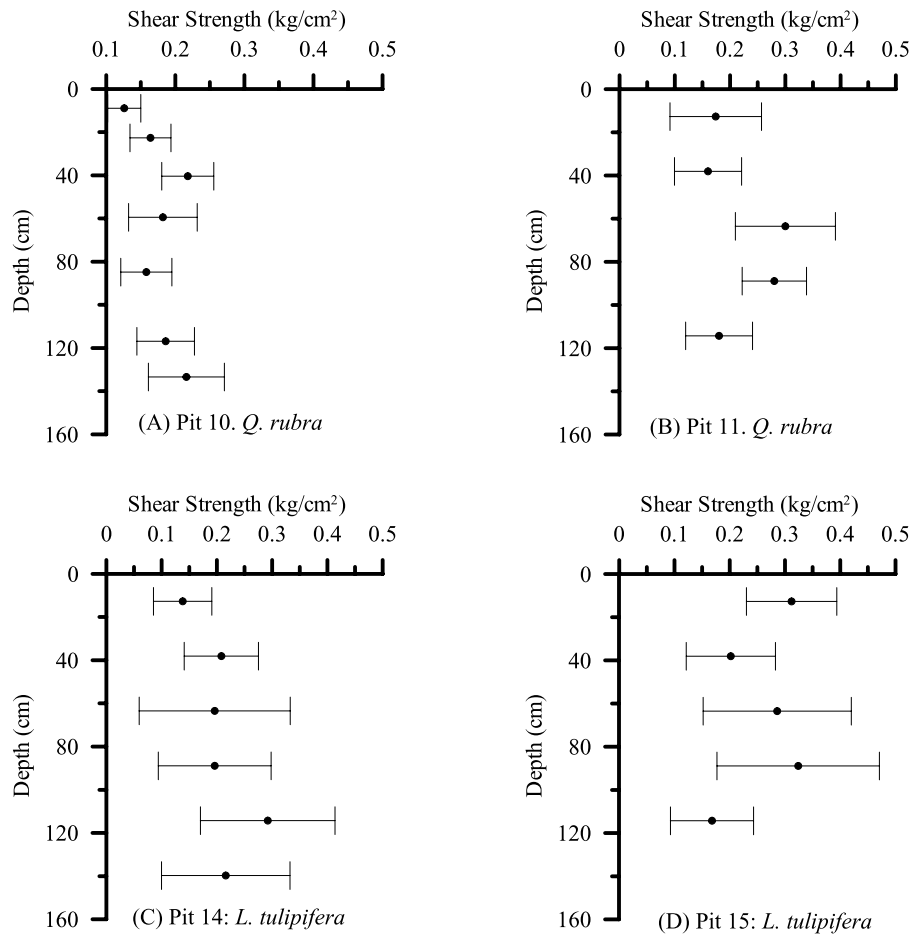 Shear Strength (kg/cm²)
0.1 0.2 0.3 0.4 0.5
0
40
80
120
160
Depth (cm)
(A) Pit 10. Q. rubra
Shear Strength (kg/cm²)
0 0.1 0.2 0.3 0.4 0.5
0
40
80
120
160
Depth (cm)
(B) Pit 11. Q. rubra
Shear Strength (kg/cm²)
0 0.1 0.2 0.3 0.4 0.5
0
40
80
120
160
Depth (cm)
(C) Pit 14: L. tulipifera
Shear Strength (kg/cm²)
0 0.1 0.2 0.3 0.4 0.5
0
40
80
120
160
Depth (cm)
(D) Pit 15: L. tulipifera